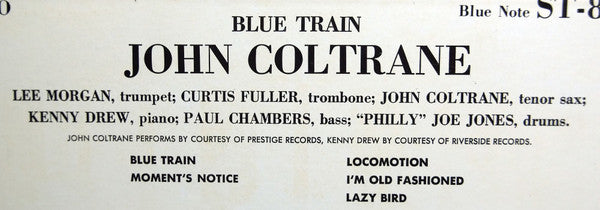 BLUE TRAIN
Blue Note ST-8
JOHN COLTRANE
LEE MORGAN, trumpet; CURTIS FULLER, trombone; JOHN COLTRANE, tenor sax;
KENNY DREW, piano; PAUL CHAMBERS, bass; “PHILLY” JOE JONES, drums.
JOHN COLTRANE PERFORMS BY COURTESY OF PRESTIGE RECORDS, KENNY DREW BY COURTESY OF RIVERSIDE RECORDS.
BLUE TRAIN
MOMENT’S NOTICE
LOCOMOTION
I’M OLD FASHIONED
LAZY BIRD